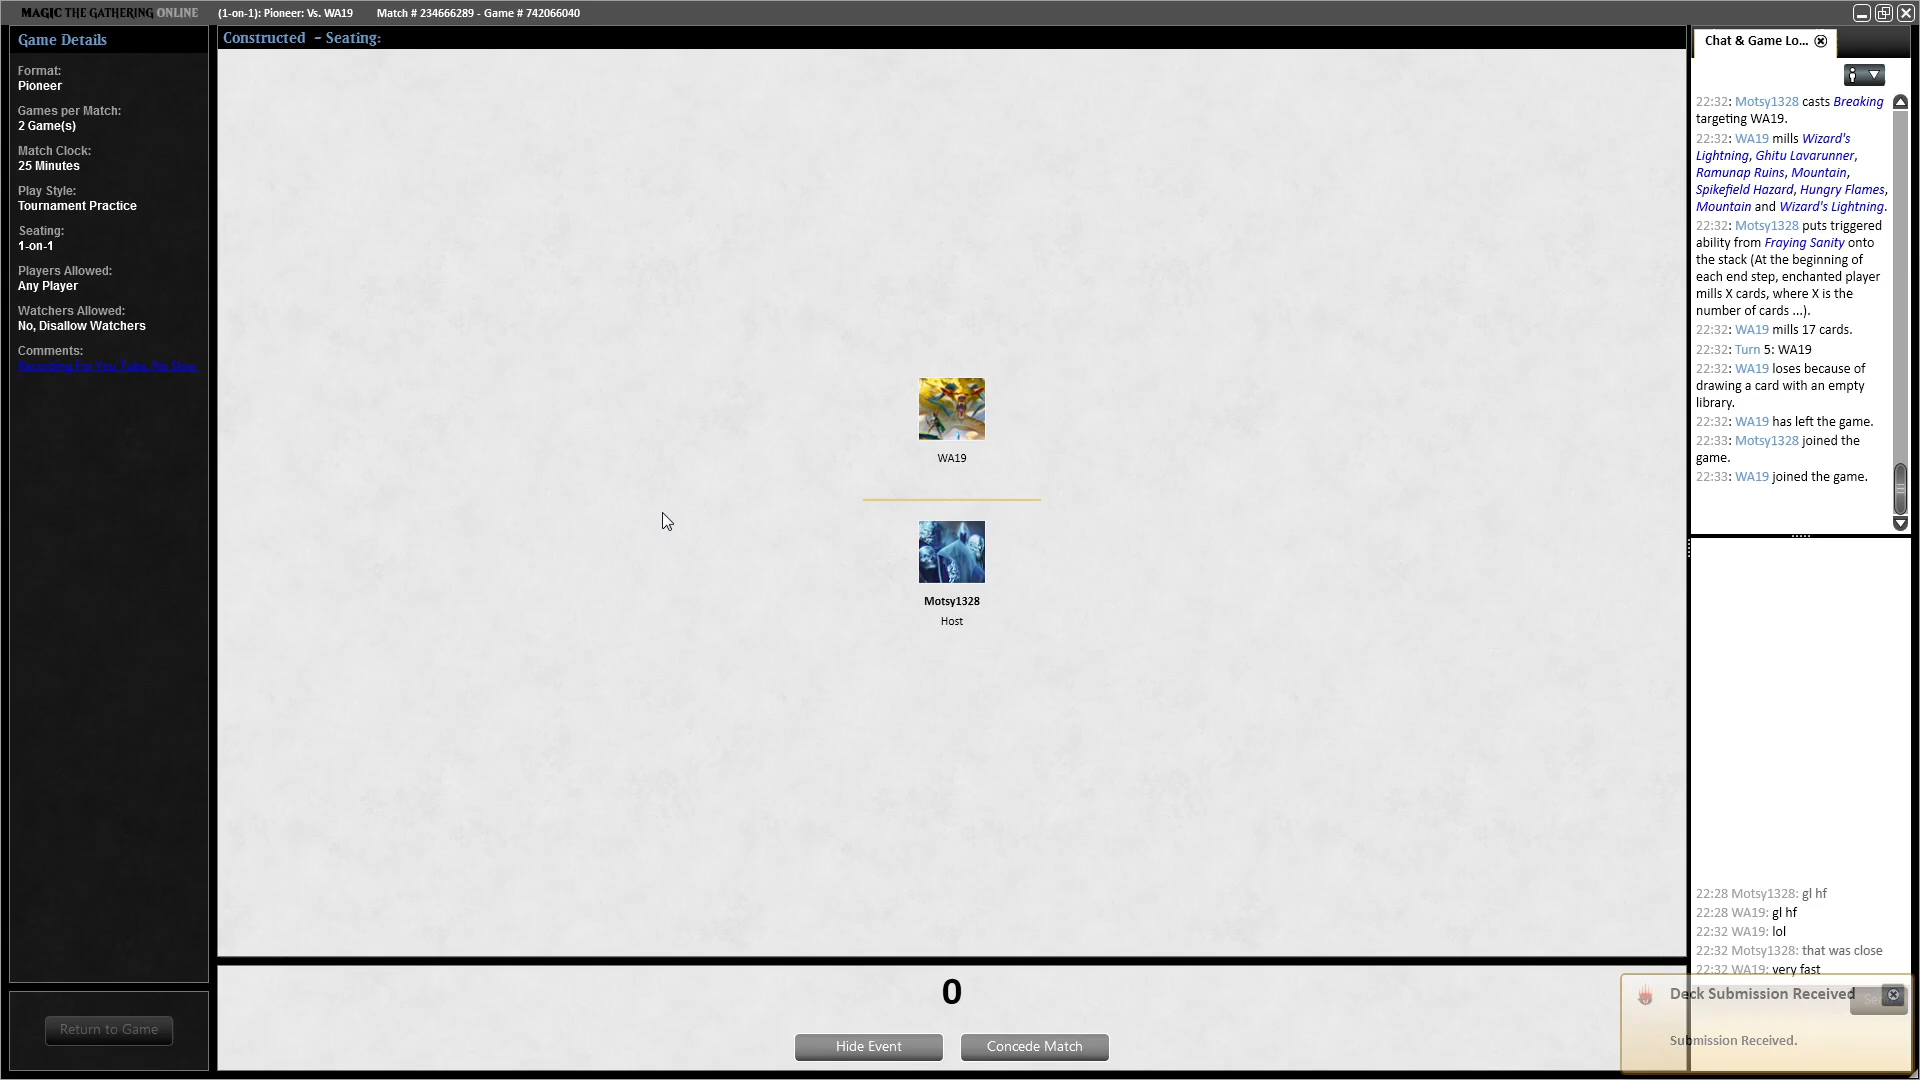 MAGIC THE GATHERING ONLINE (1-on-1): Pioneer: Vs. WA19 Match # 234666289 - Game # 742066040
Game Details
Format:
Pioneer
Games per Match:
2 Game(s)
Match Clock:
25 Minutes
Play Style:
Tournament Practice
Seating:
1-on-1
Players Allowed:
Any Player
Watchers Allowed:
No, Disallow Watchers
Comments:
Recording For You Tube, No Slow
Return to Game
Constructed - Seating:
WA19
Motsy1328
Host
0
Hide Event
Concede Match
Chat & Game Lo...
22:32: Motsy1328 casts Breaking
targeting WA19.
22:32: WA19 mills Wizard's
Lightning, Ghitu Lavarunner,
Ramunap Ruins, Mountain,
Spikefield Hazard, Hungry Flames,
Mountain and Wizard's Lightning.
22:32: Motsy1328 puts triggered
ability from Fraying Sanity onto
the stack (At the beginning of
each end step, enchanted player
mills X cards, where X is the
number of cards ...).
22:32: WA19 mills 17 cards.
22:32: Turn 5: WA19
22:32: WA19 loses because of
drawing a card with an empty
library.
22:32: WA19 has left the game.
22:33: Motsy1328 joined the
game.
22:33: WA19 joined the game.
22:28 Motsy1328: gl hf
22:28 WA19: gl hf
22:32 WA19: lol
22:32 Motsy1328: that was close
22:32 WA19: very fast
Deck Submission Received
Submission Received.